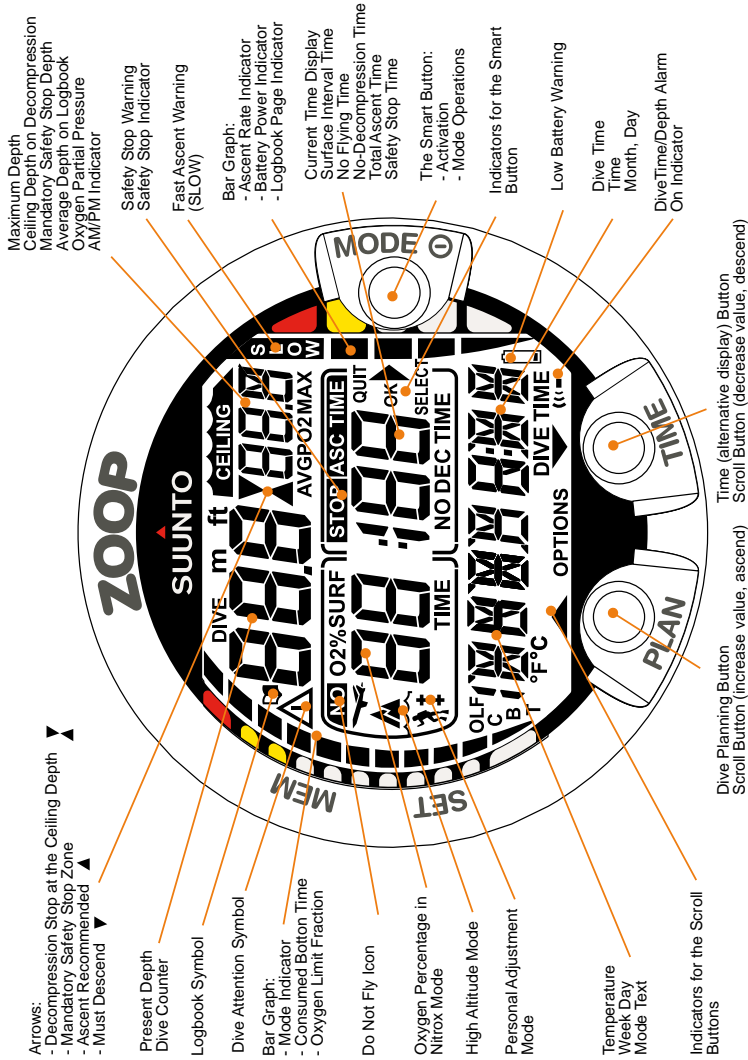 Arrows:
- Decompression Stop at the Ceiling Depth
- Mandatory Safety Stop Zone
- Ascent Recommended
- Must Descend
Present Depth
Dive Counter
Logbook Symbol
Dive Attention Symbol
Bar Graph:
- Mode Indicator
- Consumed Botton Time
- Oxygen Limit Fraction
Do Not Fly Icon
Oxygen Percentage in
Nitrox Mode
High Altitude Mode
Personal Adjustment
Mode
Temperature
Week Day
Mode Text
Indicators for the Scroll
Buttons
ZOOP
SUUNTO
DIVE m ft
CEILING
AVGPO2MAX
SLOW
NO O2%SURF
TIME
STOP ASC TIME
NO DEC TIME
QUIT
OK
SELECT
OLF
C
B
T
°F°C
OPTIONS
DIVE TIME
MEM
SET
MODE
PLAN
TIME
Maximum Depth
Ceiling Depth on Decompression
Mandatory Safety Stop Depth
Average Depth on Logbook
Oxygen Partial Pressure
AM/PM Indicator
Safety Stop Warning
Safety Stop Indicator
Fast Ascent Warning
(SLOW)
Bar Graph:
- Ascent Rate Indicator
- Battery Power Indicator
- Logbook Page Indicator
Current Time Display
Surface Interval Time
No Flying Time
No-Decompression Time
Total Ascent Time
Safety Stop Time
The Smart Button:
- Activation
- Mode Operations
Indicators for the Smart
Button
Low Battery Warning
Dive Time
Time
Month, Day
DiveTime/Depth Alarm
On Indicator
Dive Planning Button
Scroll Button (increase value, ascend)
Time (alternative display) Button
Scroll Button (decrease value, descend)